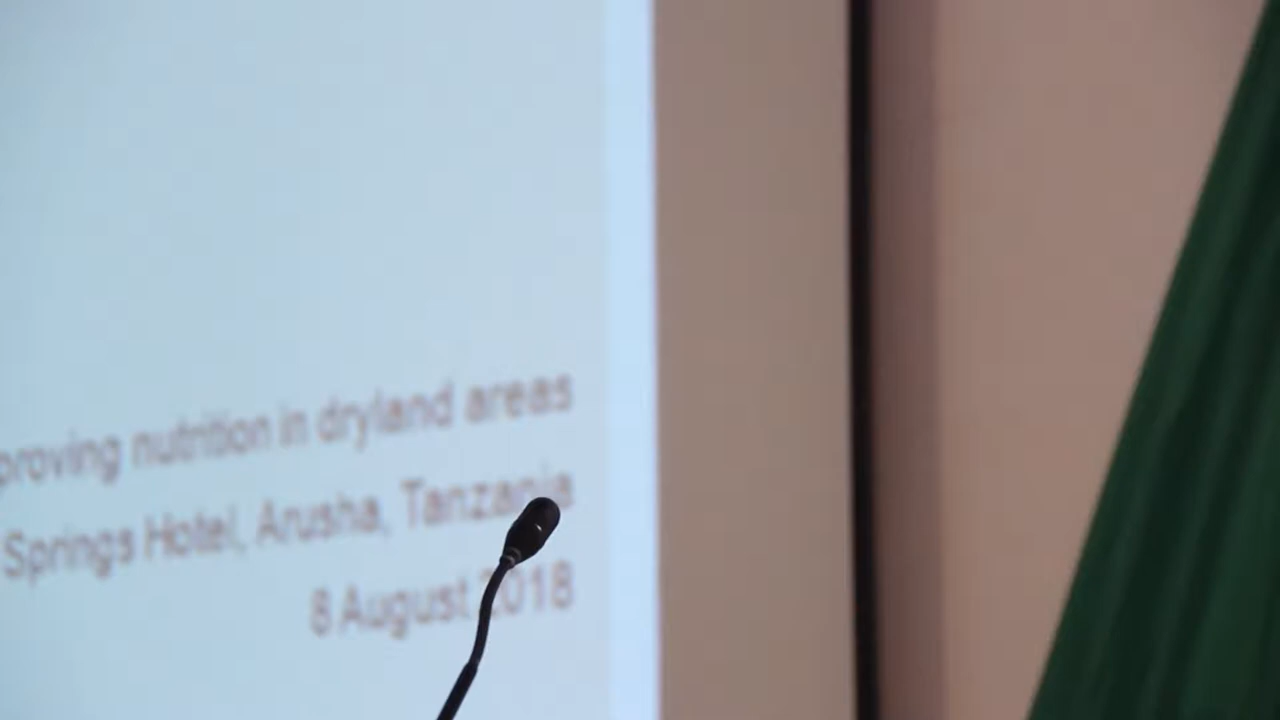 proving nutrition in dryland areas
Springs Hotel, Arusha, Tanzania
8 August 2018